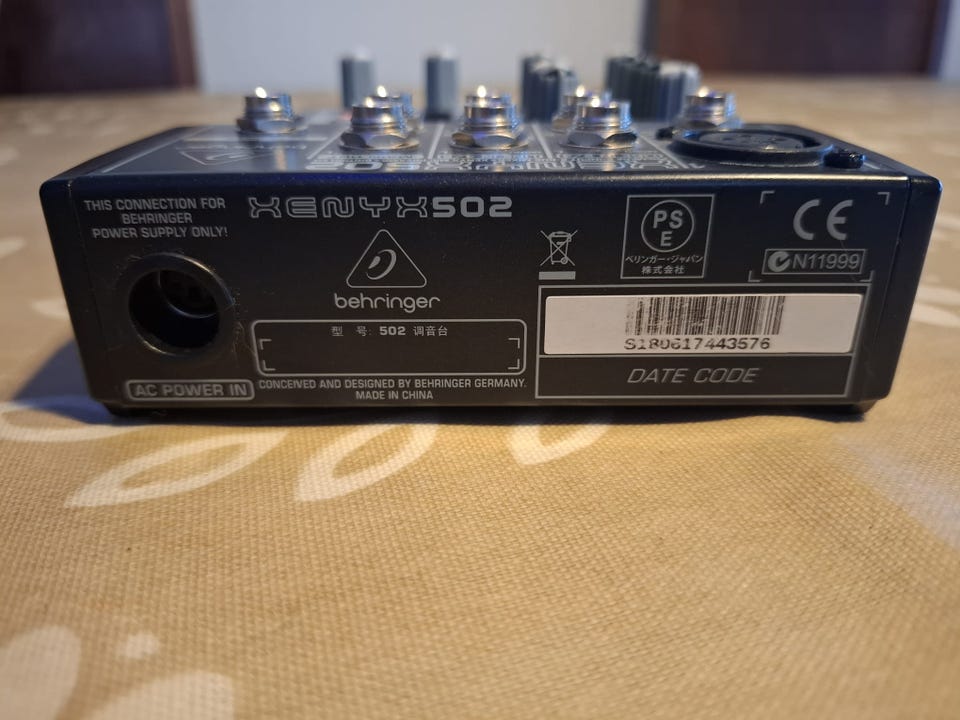 THIS CONNECTION FOR
BEHRINGER
POWER SUPPLY ONLY!
AC POWER IN
XENYX502
behringer
型 号: 502 调音台
CONCEIVED AND DESIGNED BY BEHRINGER GERMANY.
MADE IN CHINA
PS
E
ベリンガー・ジャパン
株式会社
CE
N11999
S180617443576
DATE CODE